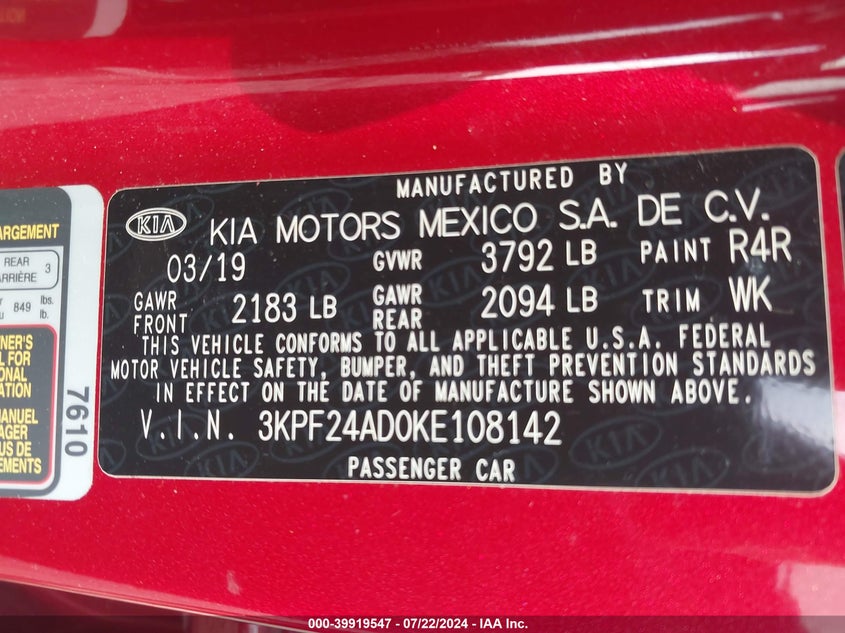 MANUFACTURED BY
KIA KIA MOTORS MEXICO S.A. DE C.V.
03/19 GVWR 3792 LB PAINT R4R
GAWR FRONT 2183 LB GAWR REAR 2094 LB TRIM WK
THIS VEHICLE CONFORMS TO ALL APPLICABLE U.S.A. FEDERAL
MOTOR VEHICLE SAFETY, BUMPER, AND THEFT PREVENTION STANDARDS
IN EFFECT ON THE DATE OF MANUFACTURE SHOWN ABOVE.
V.I.N. 3KPF24AD0KE108142
PASSENGER CAR
REAR 3
849 lbs.
lb.
7610
000-39919547 - 07/22/2024 - IAA Inc.